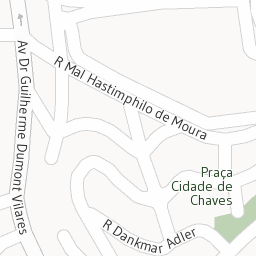 R Mal Hastimphilo de Moura
Av Dr Guilherme Dumont Vilares
Praça
Cidade de
Chaves
R Dankmar Adler